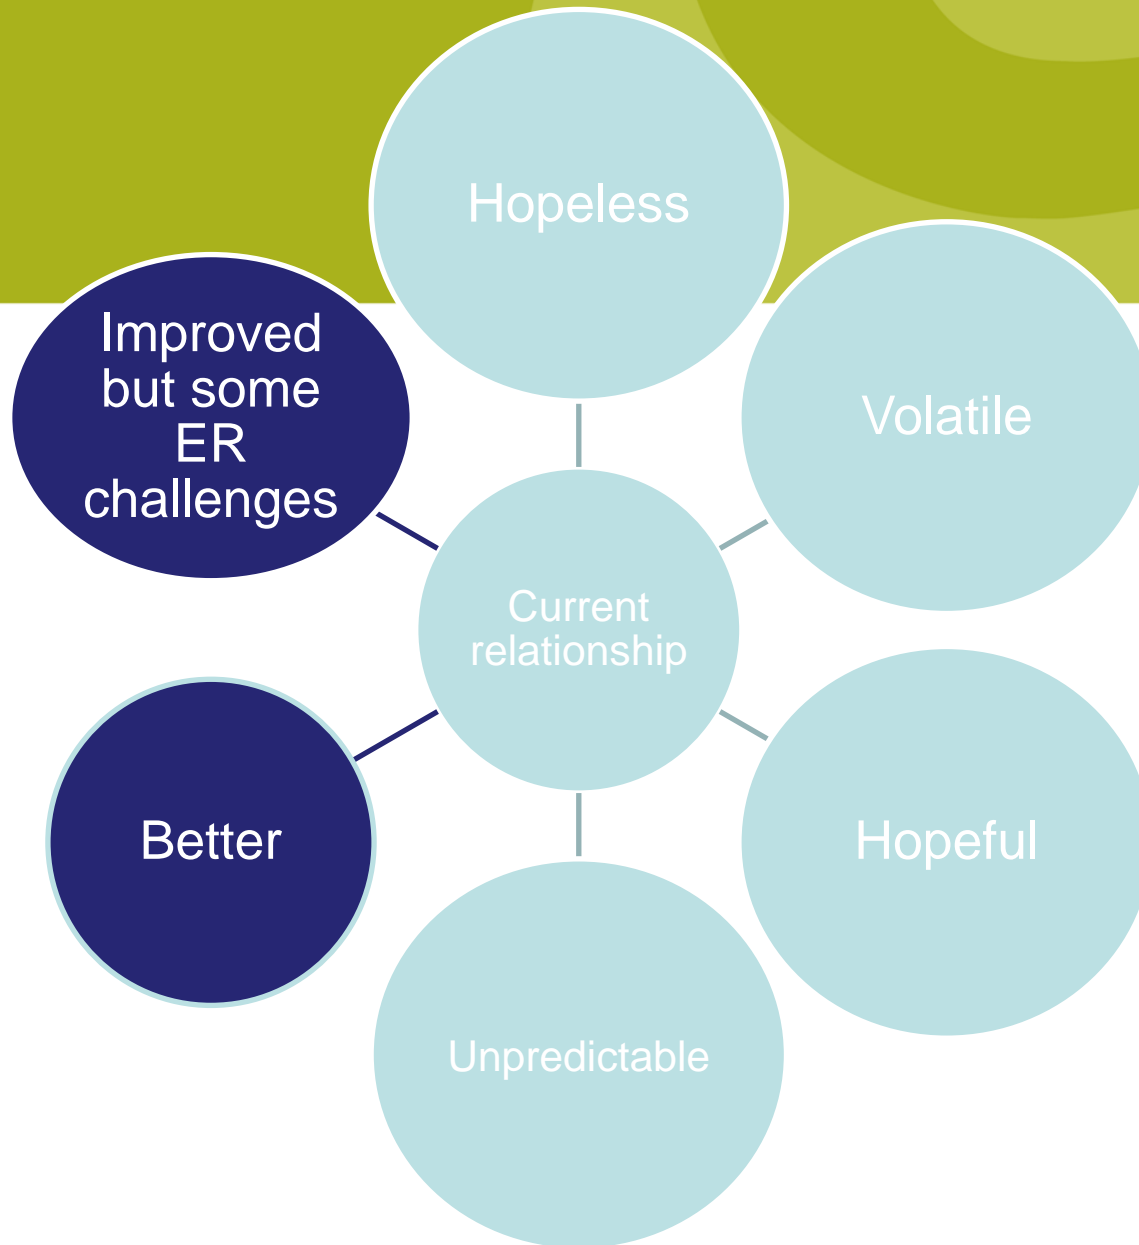 Hopeless
Improved
but some
ER
challenges
Volatile
Current
relationship
Better
Hopeful
Unpredictable